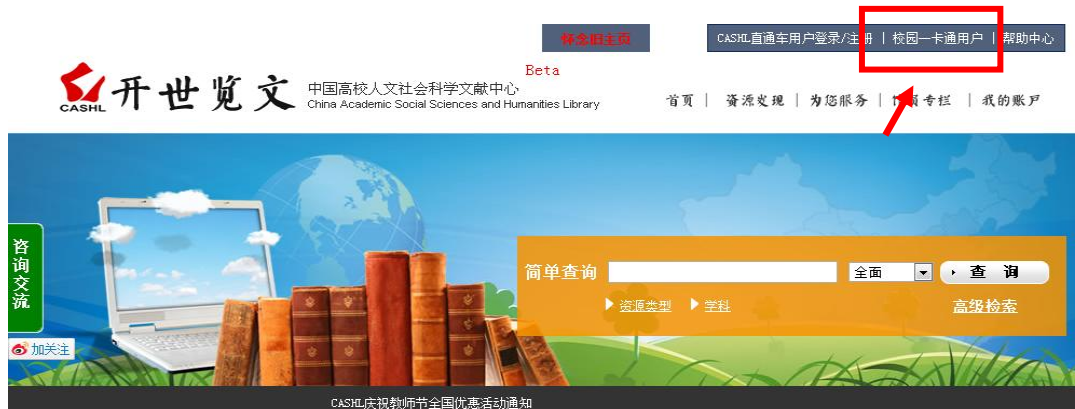 怀念旧主页
CASHL直通车用户登录/注册 | 校园一卡通用户 | 帮助中心
Beta
CASHL
开世览文
中国高校人文社会科学文献中心
China Academic Social Sciences and Humanities Library
首页 | 资源发现 | 为您服务 | 专栏 | 我的账户
咨询交流
简单查询
全面
查 询
资源类型
学科
高级检索
加关注
CASHL庆祝教师节全国优惠活动通知